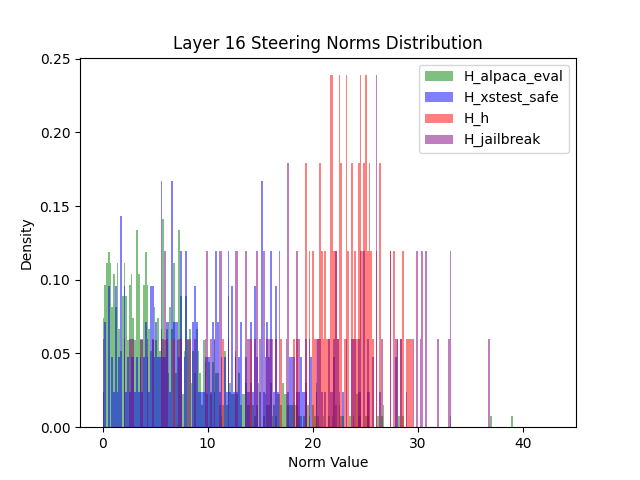 Layer 16 Steering Norms Distribution
H_alpaca_eval
H_xstest_safe
H_h
H_jailbreak
Density
0.25
0.20
0.15
0.10
0.05
0.00
0 10 20 30 40
Norm Value